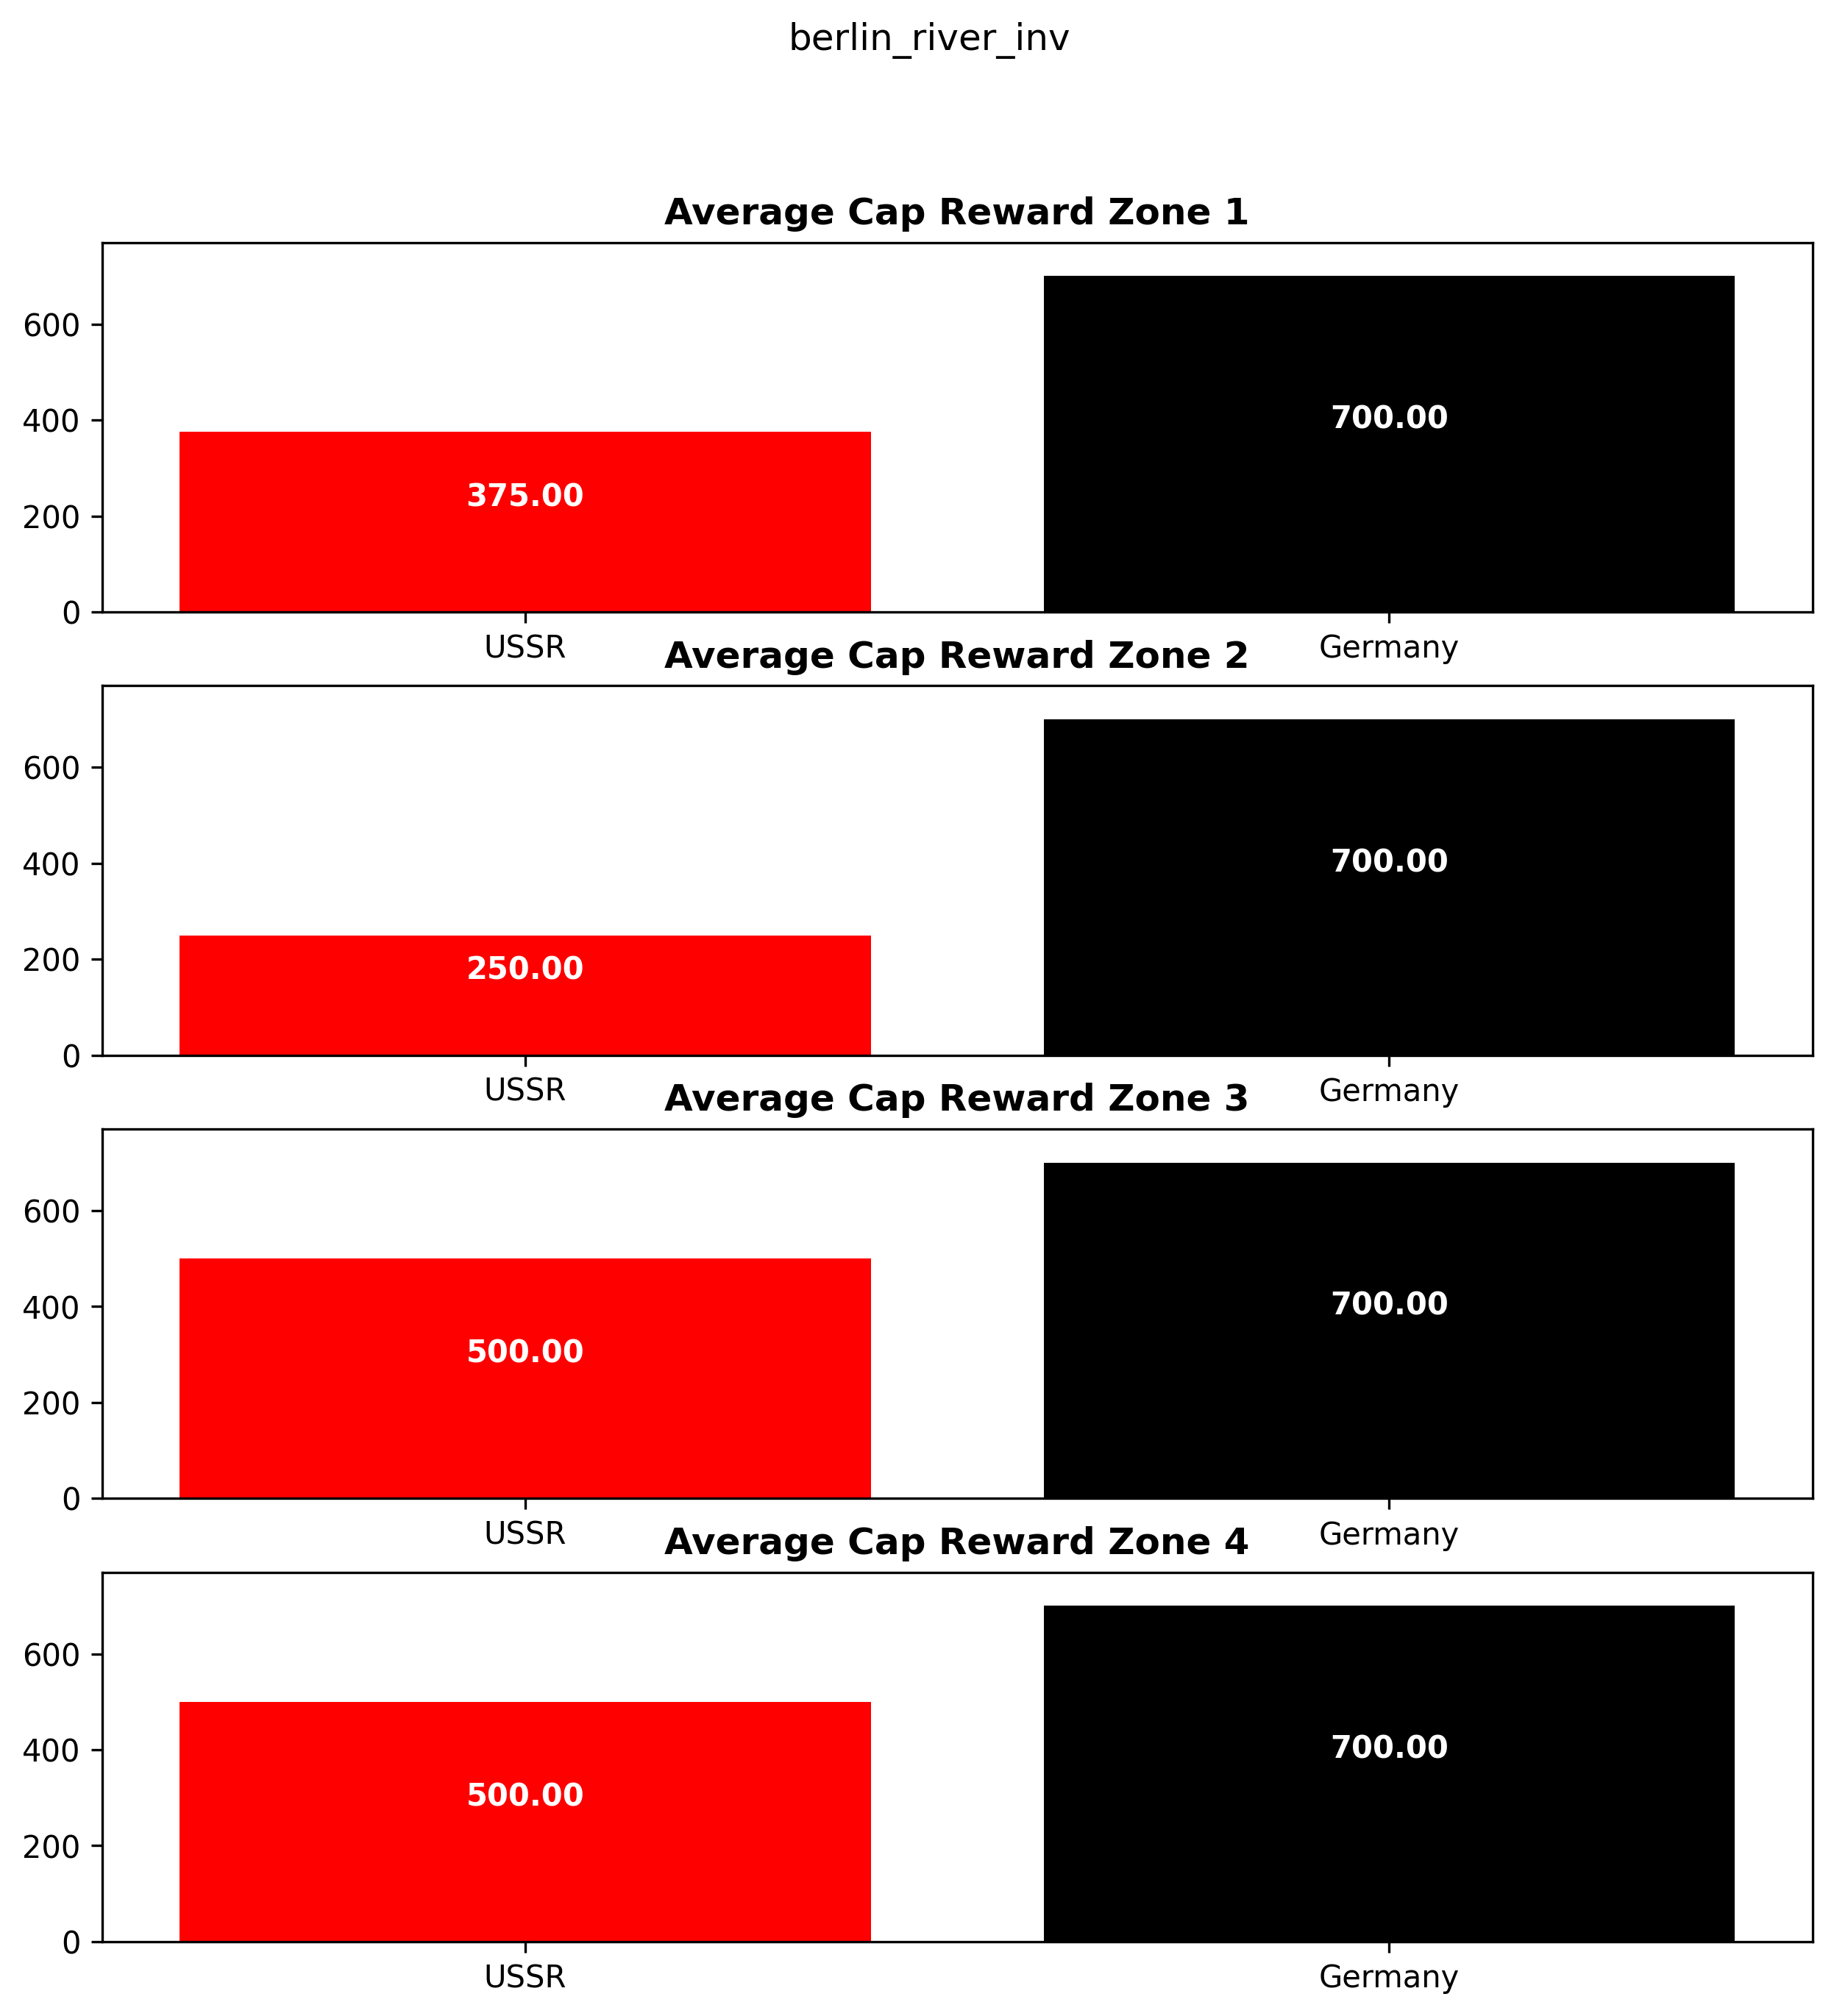 berlin_river_inv
Average Cap Reward Zone 1
600
400
200
0
375.00
700.00
USSR
Germany
Average Cap Reward Zone 2
600
400
200
0
250.00
700.00
USSR
Germany
Average Cap Reward Zone 3
600
400
200
0
500.00
700.00
USSR
Germany
Average Cap Reward Zone 4
600
400
200
0
500.00
700.00
USSR
Germany